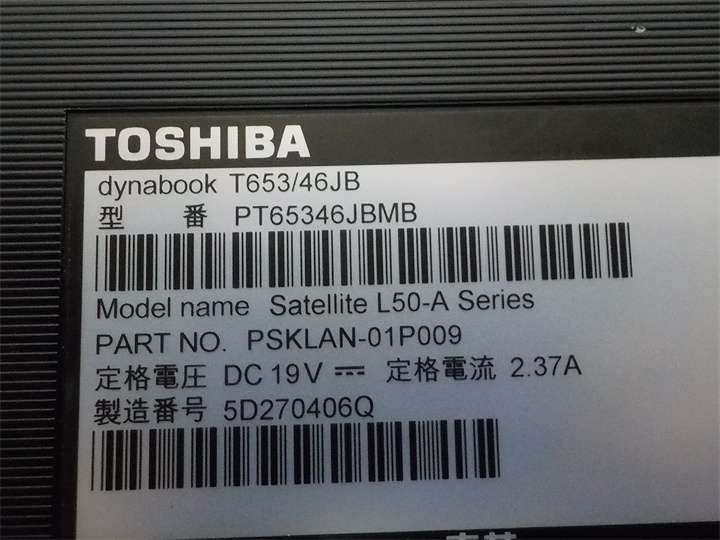 TOSHIBA
dynabook T653/46JB
型 番 PT65346JBMB
Model name Satellite L50-A Series
PART NO. PSKLAN-01P009
定格電圧 DC 19V ⎓ 定格電流 2.37A
製造番号 5D270406Q